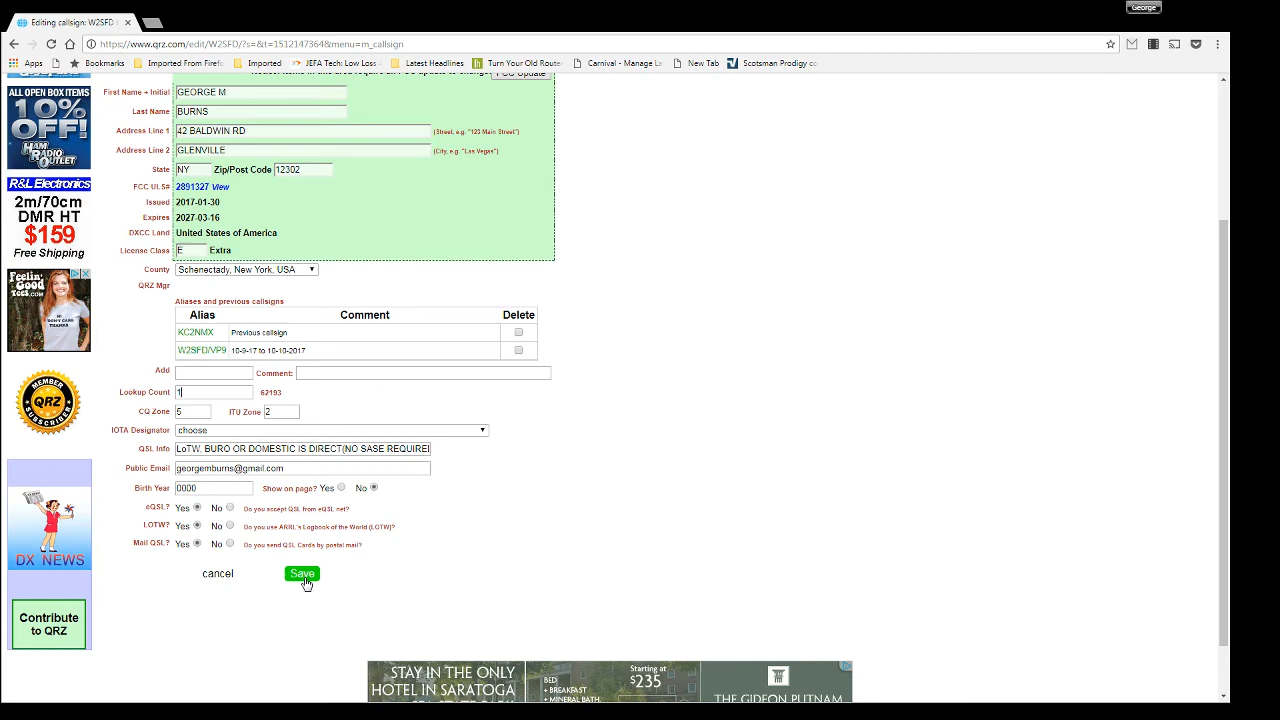 George
Editing callsign: W2SFD
https://www.qrz.com/edit/W2SFD/?s=&t=1512147364&menu=m_callsign
Apps Bookmarks Imported From Firef Imported JEFA Tech: Low Loss Latest Headlines Turn Your Old Router Carnival - Manage La New Tab Scotsman Prodigy co
FCC Update
First Name + Initial GEORGE M
Last Name BURNS
Address Line 1 42 BALDWIN RD (Street, e.g. "123 Main Street")
Address Line 2 GLENVILLE (City, e.g. "Las Vegas")
State NY Zip/Post Code 12302
FCC ULS# 2891327 View
Issued 2017-01-30
Expires 2027-03-16
DXCC Land United States of America
License Class E Extra
County Schenectady, New York, USA
QRZ Mgr
Aliases and previous callsigns
Alias Comment Delete
KC2NMX Previous callsign
W2SFD/VP9 10-9-17 to 10-10-2017
Add Comment:
Lookup Count 1 62193
CQ Zone 5 ITU Zone 2
IOTA Designator choose
QSL Info LoTW, BURO OR DOMESTIC IS DIRECT(NO SASE REQUIREI
Public Email georgemburns@gmail.com
Birth Year 0000 Show on page? Yes No
eQSL? Yes No Do you accept QSL from eQSL.net?
LOTW? Yes No Do you use ARRL's Logbook of the World (LOTW)?
Mail QSL? Yes No Do you send QSL Cards by postal mail?
cancel Save
ALL OPEN BOX ITEMS
10%
OFF!
HAM RADIO OUTLET
R&L Electronics
2m/70cm
DMR HT
$159
Free Shipping
Feelin'
Good
Tees.com
MEMBER
QRZ
SUBSCRIBER
DX NEWS
Contribute
to QRZ
STAY IN THE ONLY
HOTEL IN SARATOGA
BED
+ BREAKFAST
+ MINERAL BATH
Starting at
$235
THE GIDEON PUTNAM